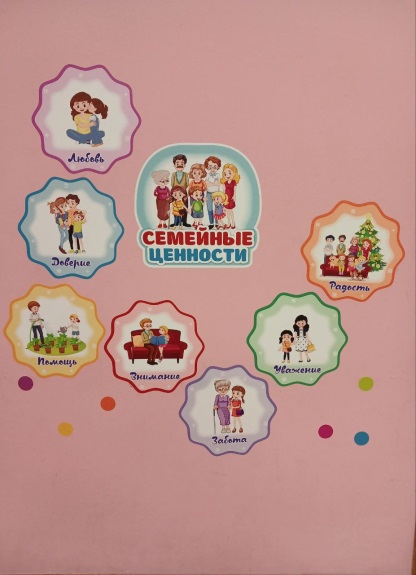 Любовь
СЕМЕЙНЫЕ
ЦЕННОСТИ
Доверие
Радость
Помощь
Внимание
Уважение
Забота